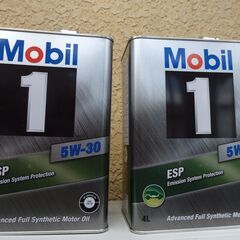 Mobil
1
5W-30
ESP
Emission System Protection
Advanced Full Synthetic Motor Oil
Mobil
1
5W
ESP
Emission System Protection
4L
Advanced Full Synthetic Motor